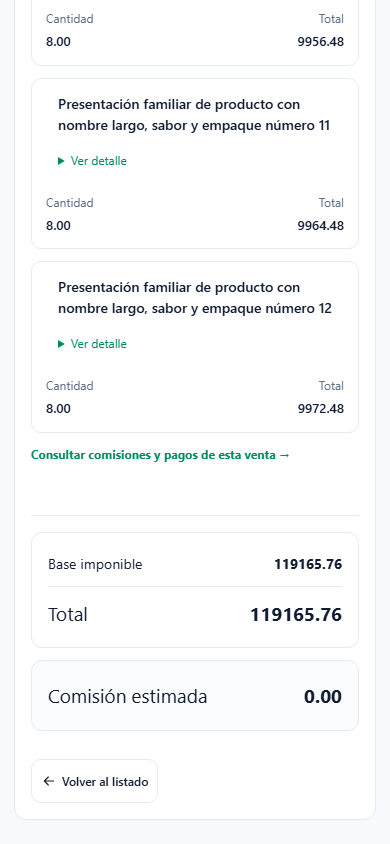 Cantidad Total
8.00 9956.48
Presentación familiar de producto con
nombre largo, sabor y empaque número 11
▶ Ver detalle
Cantidad Total
8.00 9964.48
Presentación familiar de producto con
nombre largo, sabor y empaque número 12
▶ Ver detalle
Cantidad Total
8.00 9972.48
Consultar comisiones y pagos de esta venta →
Base imponible 119165.76
Total 119165.76
Comisión estimada 0.00
← Volver al listado